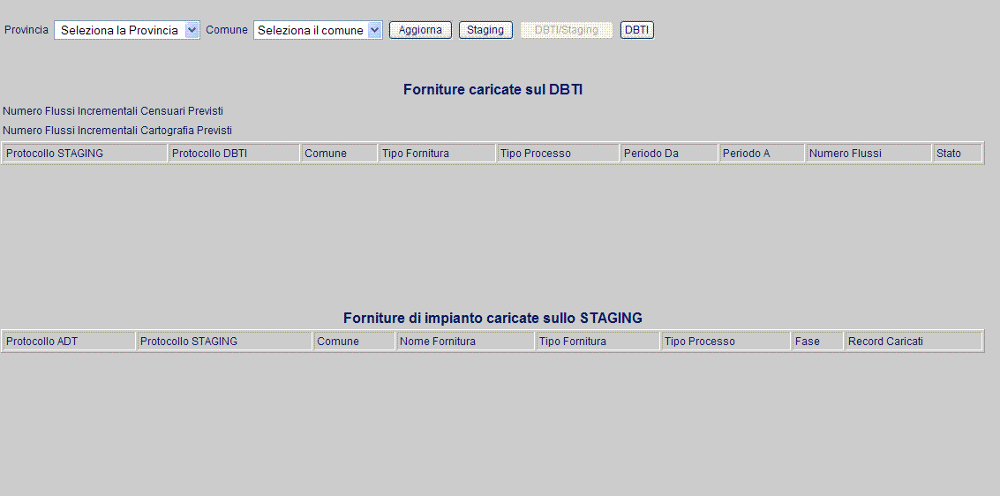 Provincia Seleziona la Provincia Comune Seleziona il comune Aggiorna Staging DBTI/Staging DBTI
Forniture caricate sul DBTI
Numero Flussi Incrementali Censuari Previsti
Numero Flussi Incrementali Cartografia Previsti
Protocollo STAGING Protocollo DBTI Comune Tipo Fornitura Tipo Processo Periodo Da Periodo A Numero Flussi Stato
Forniture di impianto caricate sullo STAGING
Protocollo ADT Protocollo STAGING Comune Nome Fornitura Tipo Fornitura Tipo Processo Fase Record Caricati